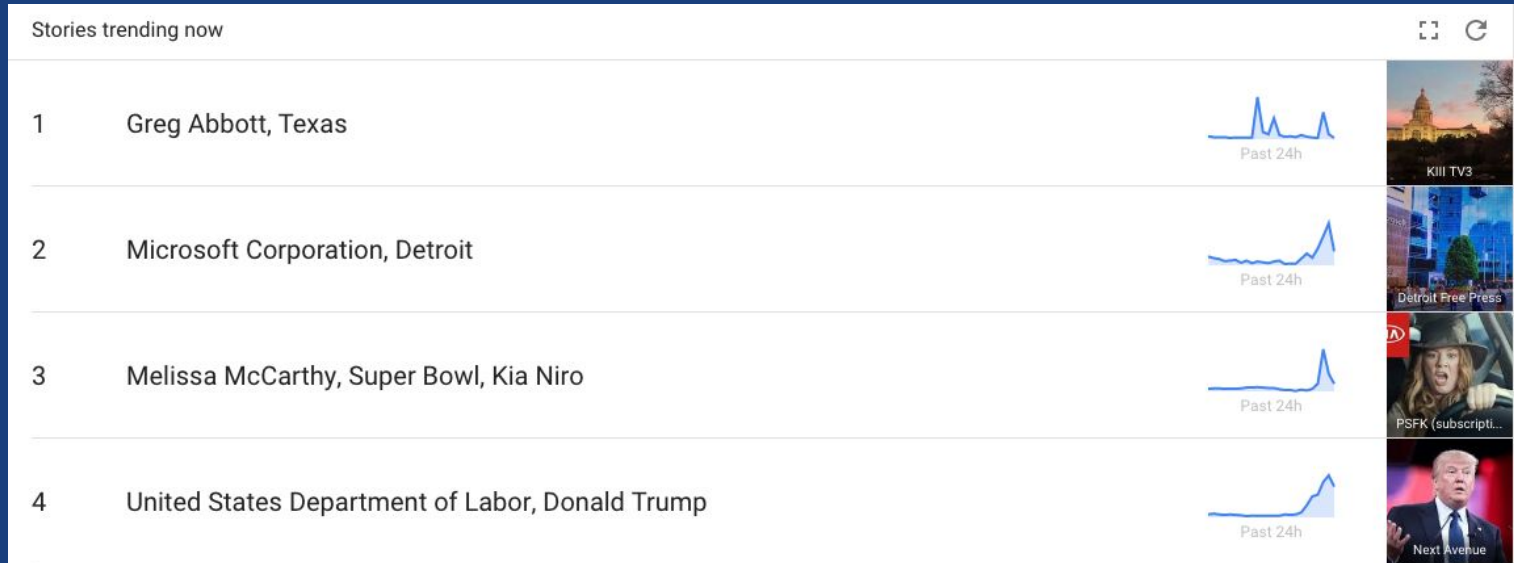 Stories trending now
1 Greg Abbott, Texas
Past 24h
KIII TV3
2 Microsoft Corporation, Detroit
Past 24h
Detroit Free Press
3 Melissa McCarthy, Super Bowl, Kia Niro
Past 24h
PSFK (subscripti...
4 United States Department of Labor, Donald Trump
Past 24h
Next Avenue